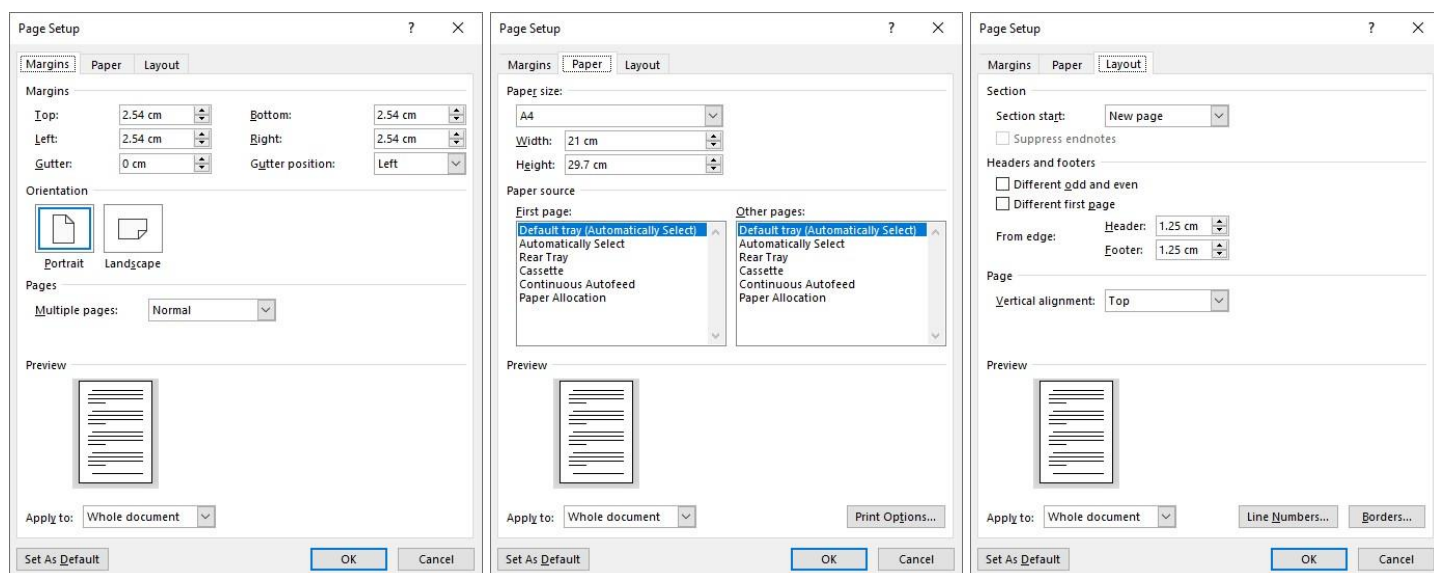 Page Setup ? ×
Margins Paper Layout
Margins
Top: 2.54 cm Bottom: 2.54 cm
Left: 2.54 cm Right: 2.54 cm
Gutter: 0 cm Gutter position: Left
Orientation
Portrait Landscape
Pages
Multiple pages: Normal
Preview
Apply to: Whole document
Set As Default OK Cancel
Page Setup ? ×
Margins Paper Layout
Paper size:
A4
Width: 21 cm
Height: 29.7 cm
Paper source
First page: Other pages:
Default tray (Automatically Select) Default tray (Automatically Select)
Automatically Select Automatically Select
Rear Tray Rear Tray
Cassette Cassette
Continuous Autofeed Continuous Autofeed
Paper Allocation Paper Allocation
Preview
Apply to: Whole document Print Options...
Set As Default OK Cancel
Page Setup ? ×
Margins Paper Layout
Section
Section start: New page
Suppress endnotes
Headers and footers
Different odd and even
Different first page
Header: 1.25 cm
From edge:
Footer: 1.25 cm
Page
Vertical alignment: Top
Preview
Apply to: Whole document Line Numbers... Borders...
Set As Default OK Cancel